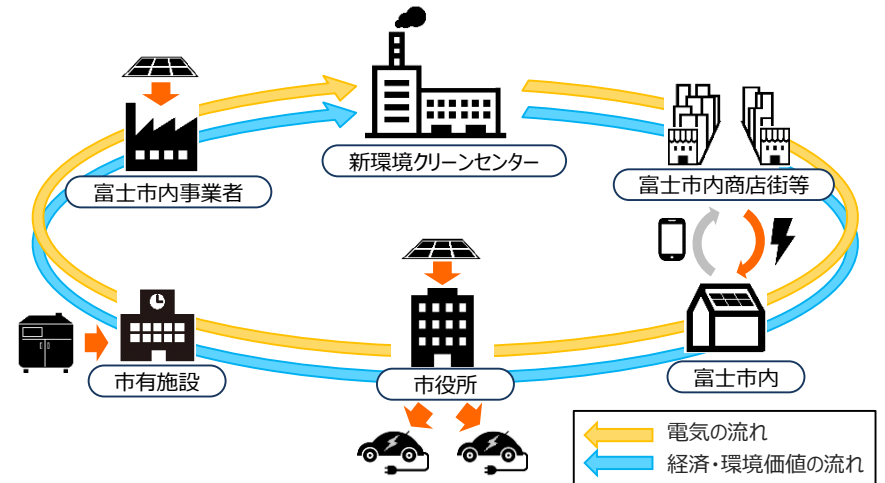 新環境クリーンセンター
富士市内事業者
富士市内商店街等
市有施設
市役所
富士市内
電気の流れ
経済・環境価値の流れ